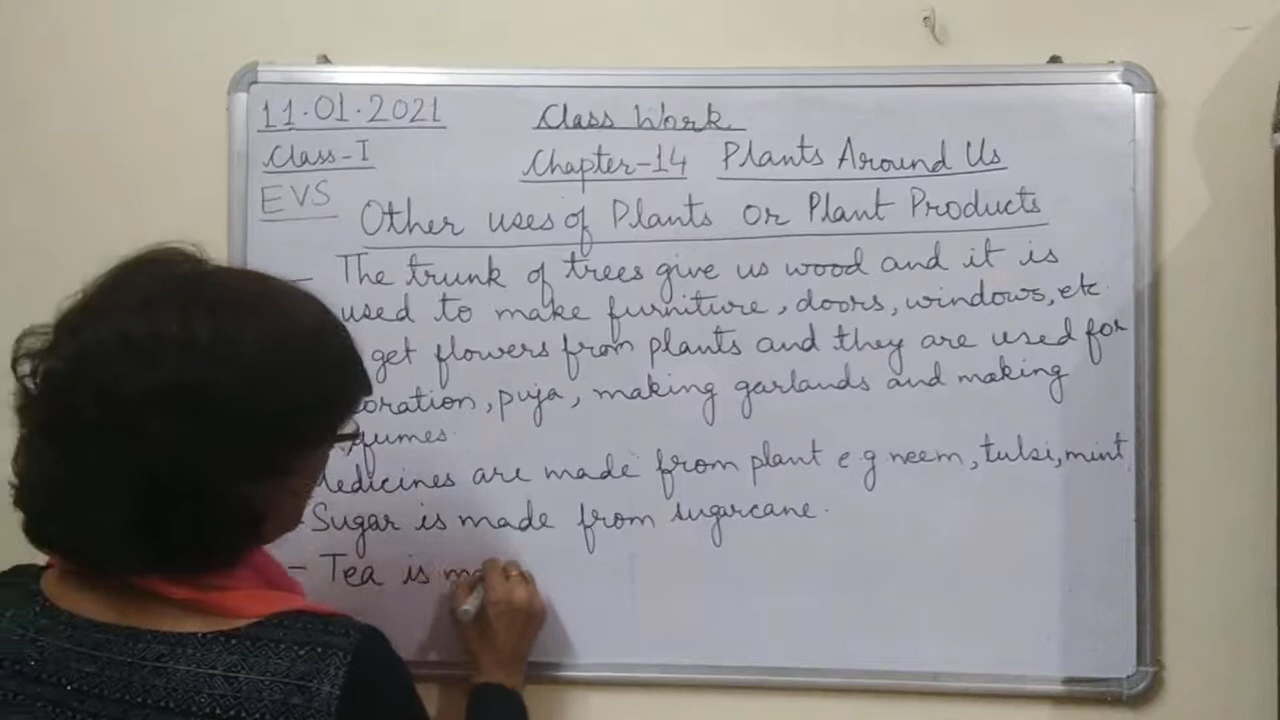 11.01.2021 Class Work
Class-I Chapter-14 Plants Around Us
EVS
Other uses of Plants or Plant Products
- The trunk of trees give us wood and it is
used to make furniture, doors, windows, etc.
get flowers from plants and they are used for
oration, puja, making garlands and making
fumes.
Medicines are made from plant e.g neem, tulsi, mint
- Sugar is made from sugarcane.
- Tea is ma